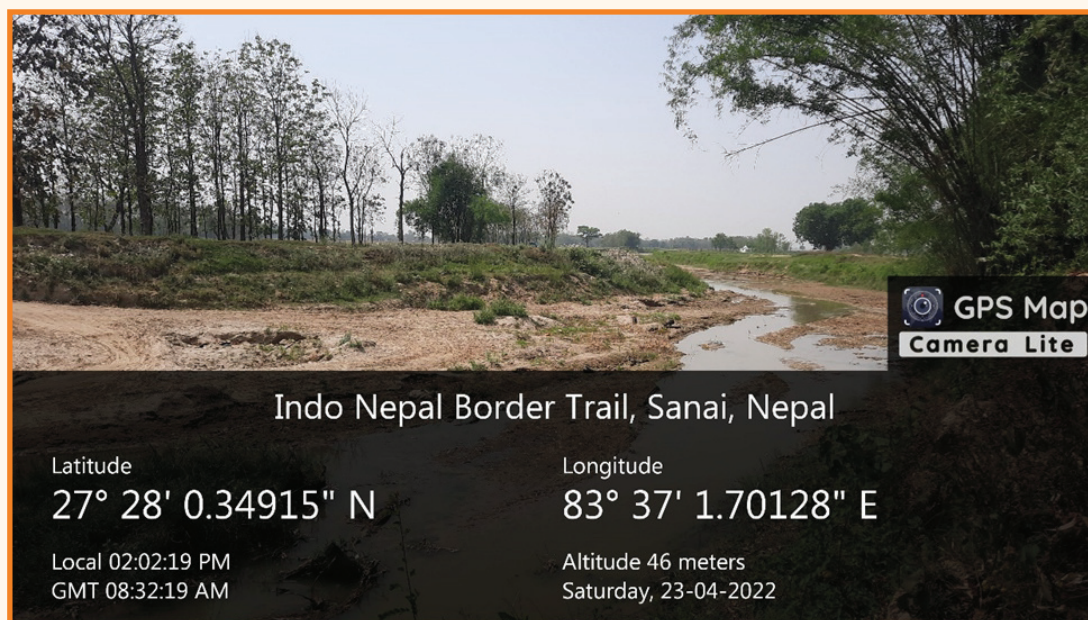 GPS Map
Camera Lite
Indo Nepal Border Trail, Sanai, Nepal
Latitude
27° 28' 0.34915" N
Longitude
83° 37' 1.70128" E
Local 02:02:19 PM
GMT 08:32:19 AM
Altitude 46 meters
Saturday, 23-04-2022